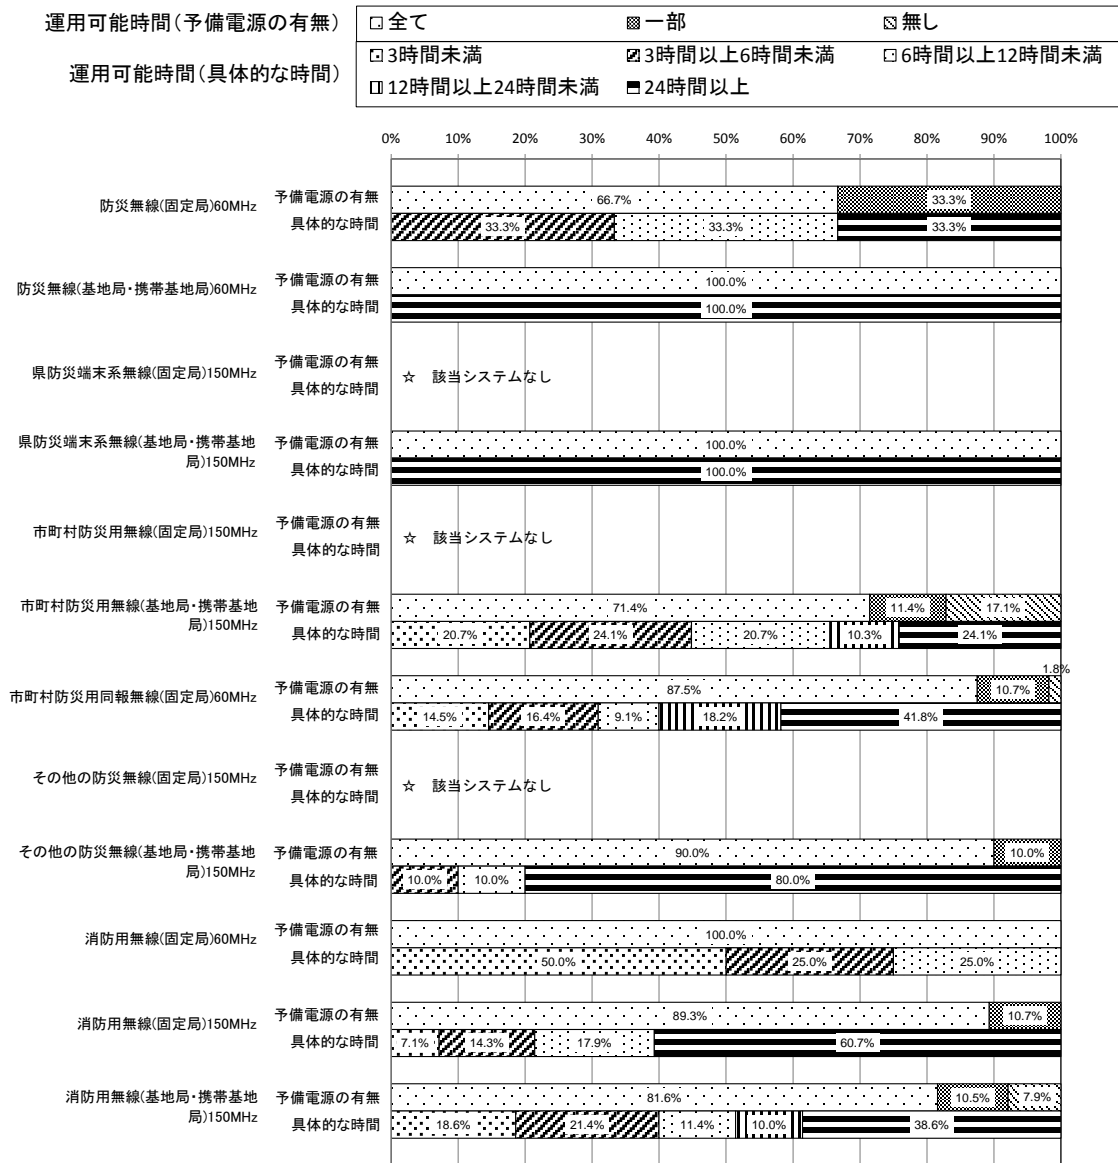 運用可能時間(予備電源の有無) 全て 一部 無し
運用可能時間(具体的な時間) 3時間未満 3時間以上6時間未満 6時間以上12時間未満
12時間以上24時間未満 24時間以上
0% 10% 20% 30% 40% 50% 60% 70% 80% 90% 100%
防災無線(固定局)60MHz
予備電源の有無 66.7% 33.3%
具体的な時間 33.3% 33.3% 33.3%
防災無線(基地局・携帯基地局)60MHz
予備電源の有無 100.0%
具体的な時間 100.0%
県防災端末系無線(固定局)150MHz
予備電源の有無
具体的な時間
☆ 該当システムなし
県防災端末系無線(基地局・携帯基地
局)150MHz
予備電源の有無 100.0%
具体的な時間 100.0%
市町村防災用無線(固定局)150MHz
予備電源の有無
具体的な時間
☆ 該当システムなし
市町村防災用無線(基地局・携帯基地
局)150MHz
予備電源の有無 71.4% 11.4% 17.1%
具体的な時間 20.7% 24.1% 20.7% 10.3% 24.1%
市町村防災用同報無線(固定局)60MHz
予備電源の有無 87.5% 10.7% 1.8%
具体的な時間 14.5% 16.4% 9.1% 18.2% 41.8%
その他の防災無線(固定局)150MHz
予備電源の有無
具体的な時間
☆ 該当システムなし
その他の防災無線(基地局・携帯基地
局)150MHz
予備電源の有無 90.0% 10.0%
具体的な時間 10.0% 10.0% 80.0%
消防用無線(固定局)60MHz
予備電源の有無 100.0%
具体的な時間 50.0% 25.0% 25.0%
消防用無線(固定局)150MHz
予備電源の有無 89.3% 10.7%
具体的な時間 7.1% 14.3% 17.9% 60.7%
消防用無線(基地局・携帯基地
局)150MHz
予備電源の有無 81.6% 10.5% 7.9%
具体的な時間 18.6% 21.4% 11.4% 10.0% 38.6%